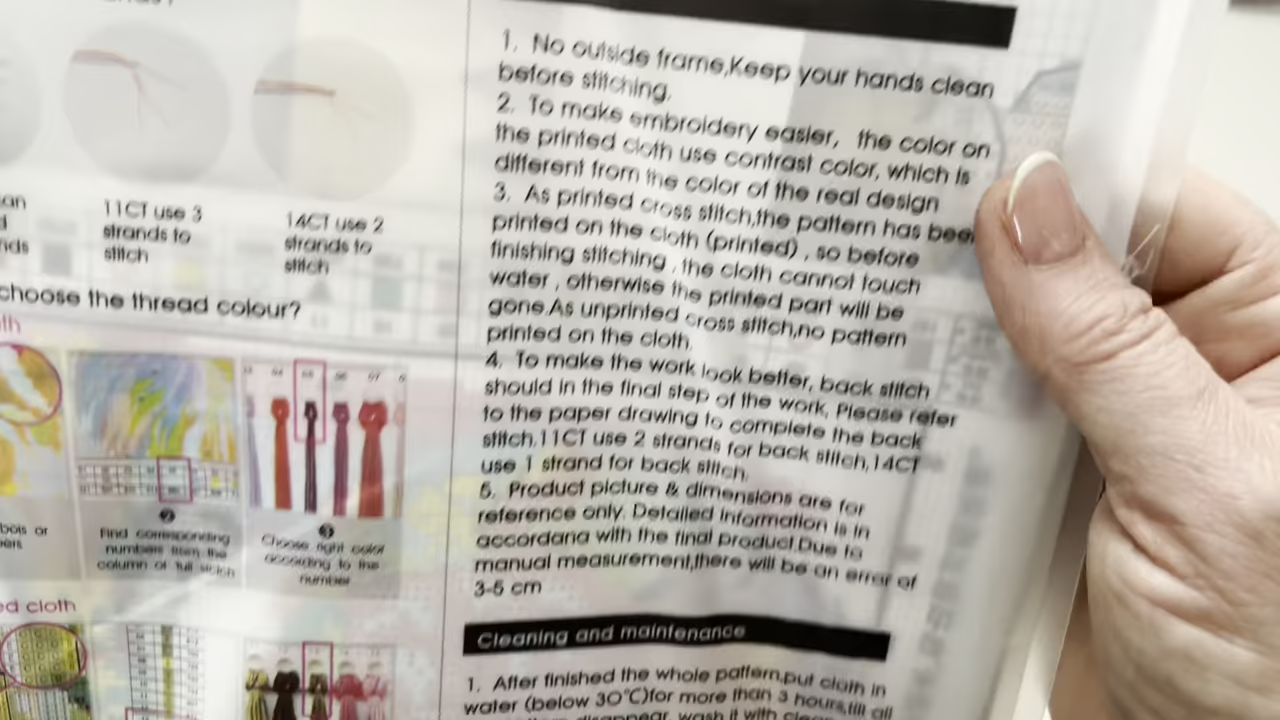 11CT use 3
strands to
stitch
14CT use 2
strands to
stitch
choose the thread colour?
Find corresponding
numbers from the
column of full stitch
Choose right color
according to the
number
ed cloth
1. No outside frame,Keep your hands clean
before stitching.
2. To make embroidery easier, the color on
the printed cloth use contrast color, which is
different from the color of the real design
3. As printed cross stitch,the pattern has been
printed on the cloth (printed) , so before
finishing stitching , the cloth cannot touch
water , otherwise the printed part will be
gone.As unprinted cross stitch,no pattern
printed on the cloth.
4. To make the work look better, back stitch
should in the final step of the work, Please refer
to the paper drawing to complete the back
stitch.11CT use 2 strands for back stitch,14CT
use 1 strand for back stitch.
5. Product picture & dimensions are for
reference only. Detailed information is in
accordana with the final product.Due to
manual measurement,there will be an error of
3-5 cm
Cleaning and maintenance
1. After finished the whole pattern,put cloth in
water (below 30℃)for more than 3 hours,till all
disappear, wash it with